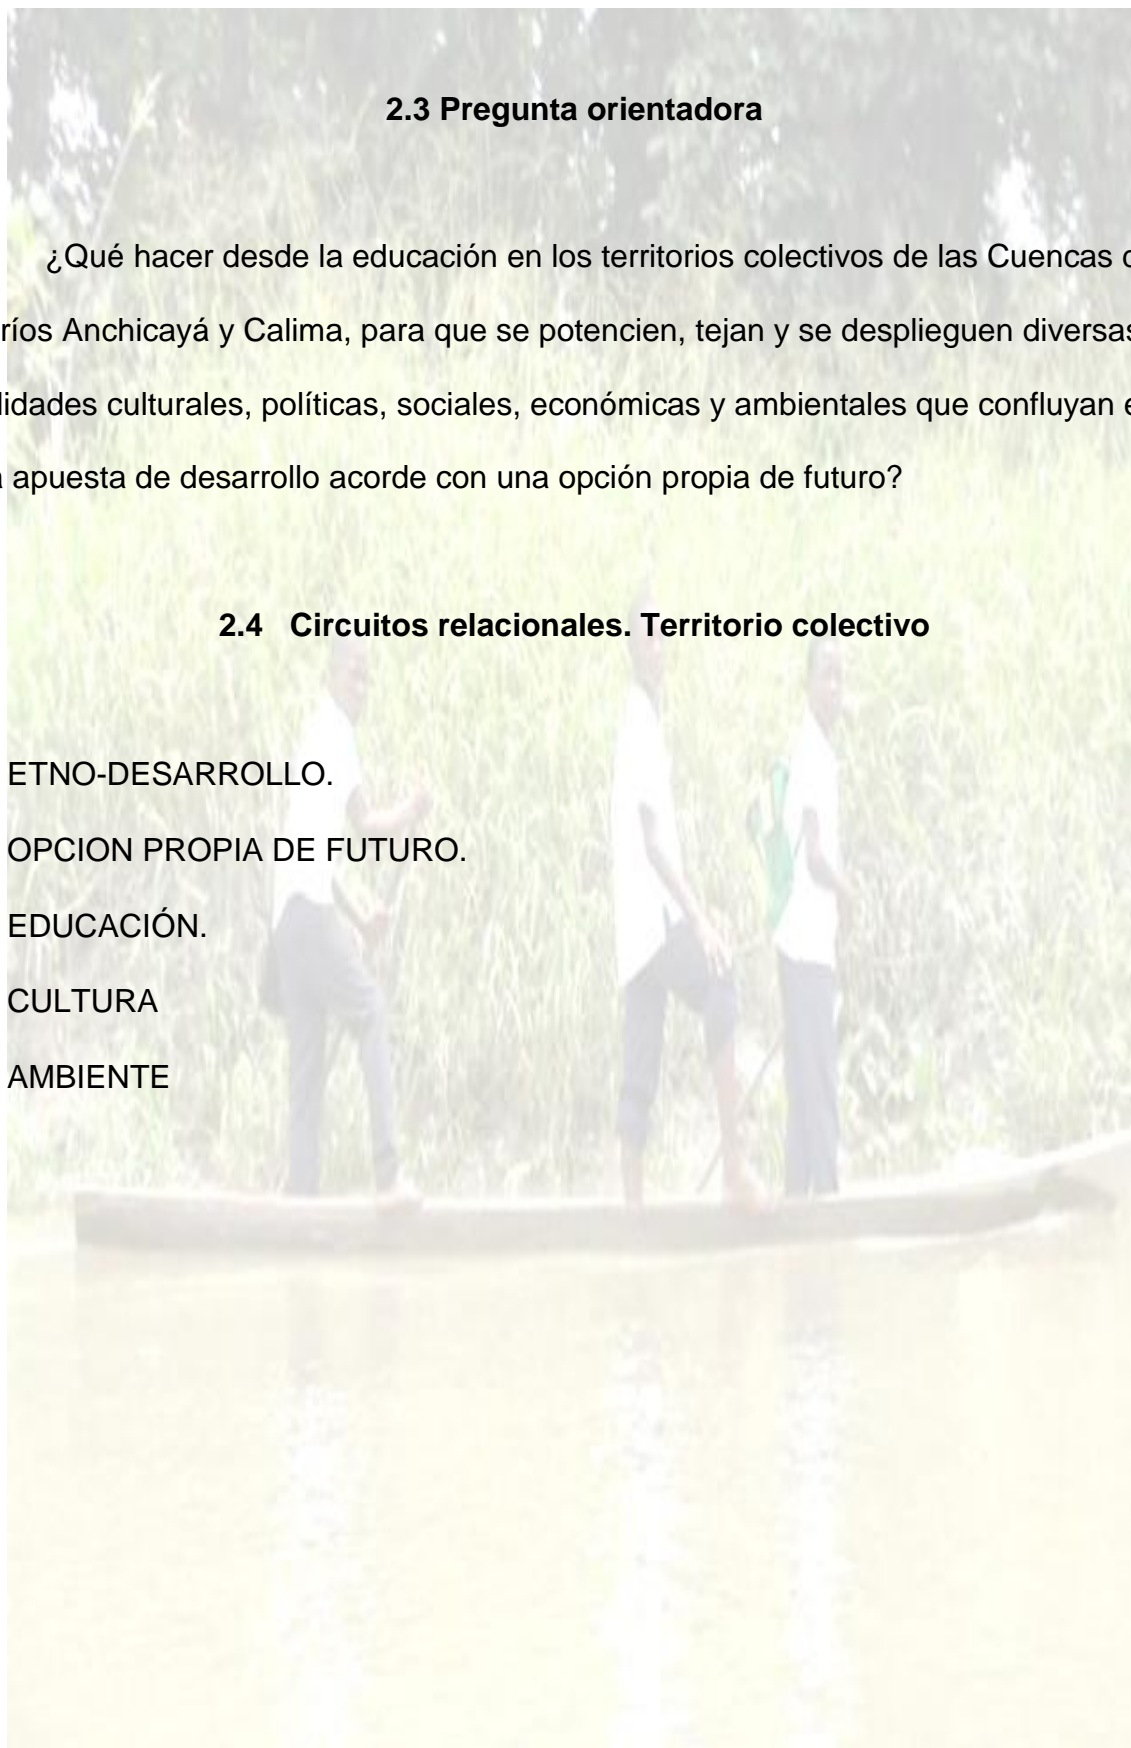 2.3 Pregunta orientadora
¿Qué hacer desde la educación en los territorios colectivos de las Cuencas
ríos Anchicayá y Calima, para que se potencien, tejan y se desplieguen diversas
culturales, políticas, sociales, económicas y ambientales que confluyan
apuesta de desarrollo acorde con una opción propia de futuro?
2.4 Circuitos relacionales. Territorio colectivo
ETNO-DESARROLLO.
OPCION PROPIA DE FUTURO.
EDUCACIÓN.
CULTURA
AMBIENTE